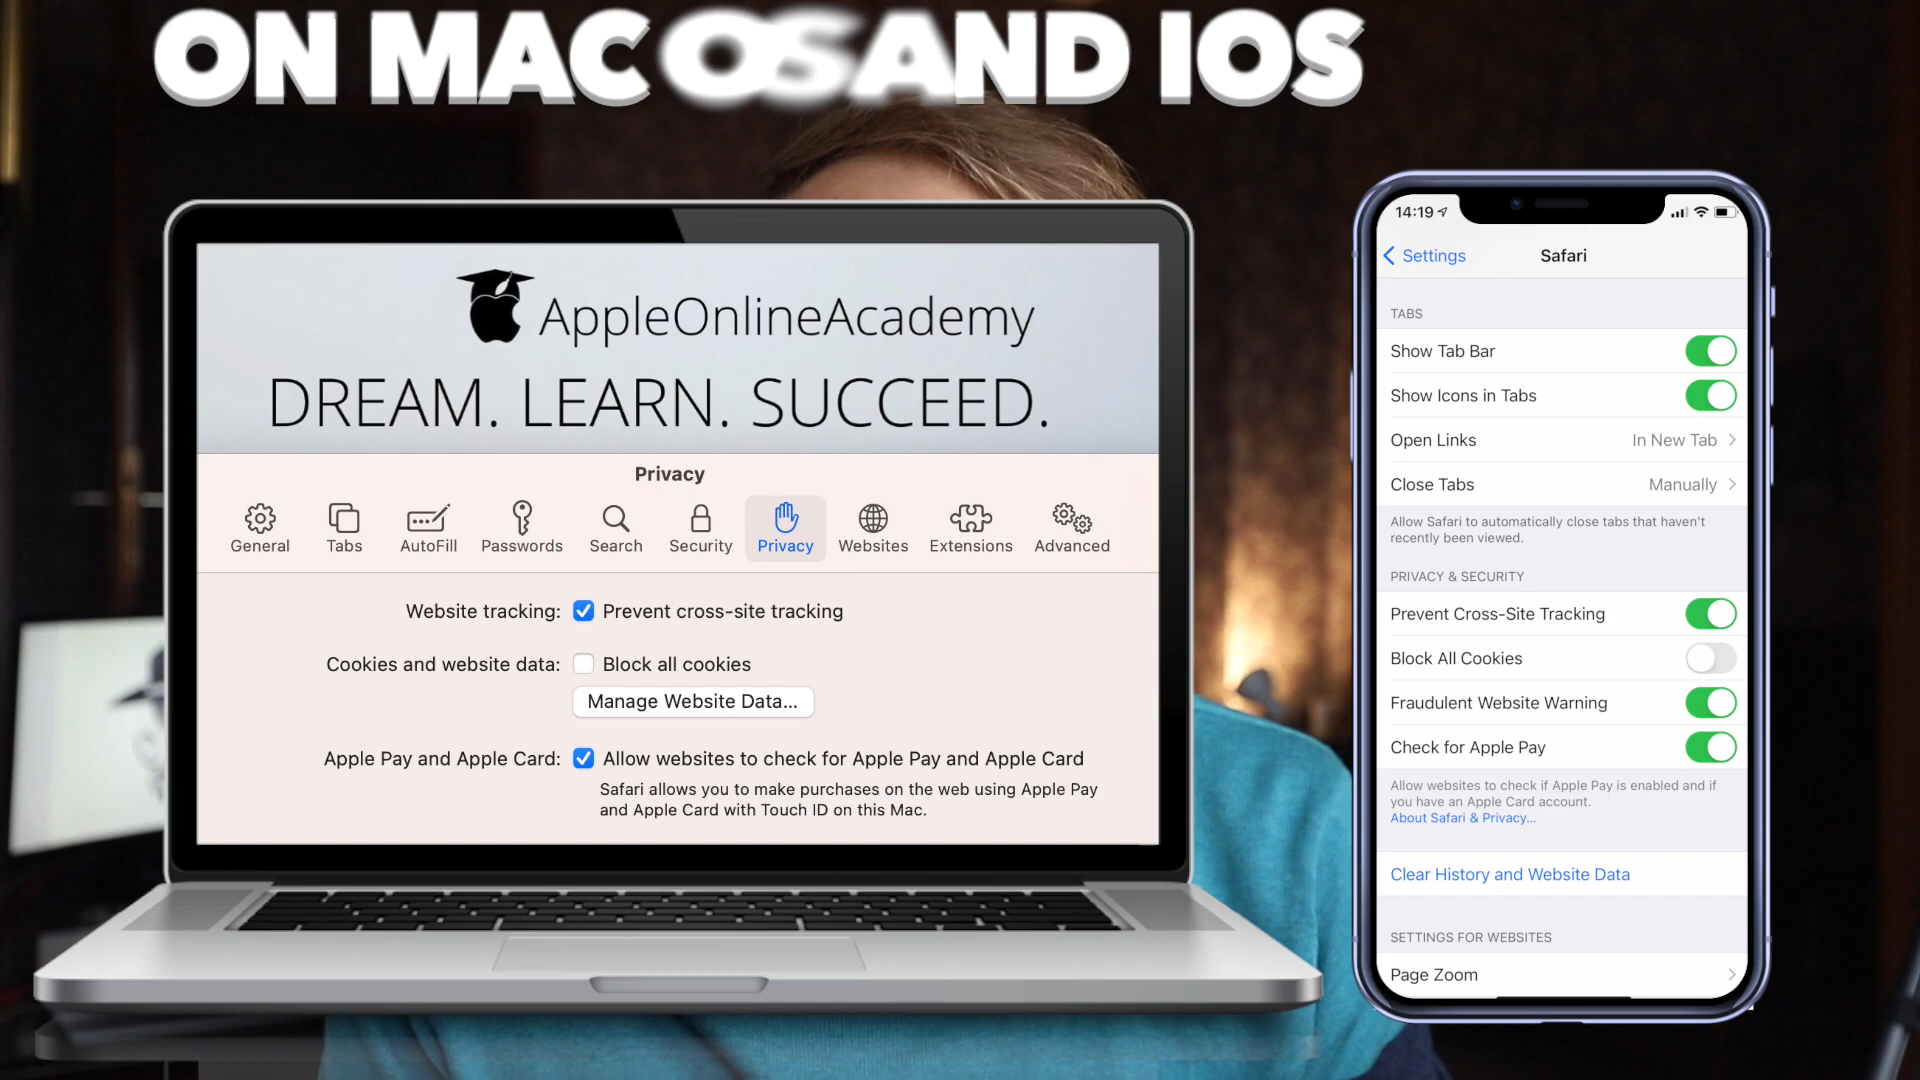 ON MAC OS AND IOS
AppleOnlineAcademy
DREAM. LEARN. SUCCEED.
Privacy
General
Tabs
AutoFill
Passwords
Search
Security
Privacy
Websites
Extensions
Advanced
Website tracking: Prevent cross-site tracking
Cookies and website data: Block all cookies
Manage Website Data...
Apple Pay and Apple Card: Allow websites to check for Apple Pay and Apple Card
Safari allows you to make purchases on the web using Apple Pay
and Apple Card with Touch ID on this Mac.
14:19
Settings
Safari
TABS
Show Tab Bar
Show Icons in Tabs
Open Links In New Tab
Close Tabs Manually
Allow Safari to automatically close tabs that haven't
recently been viewed.
PRIVACY & SECURITY
Prevent Cross-Site Tracking
Block All Cookies
Fraudulent Website Warning
Check for Apple Pay
Allow websites to check if Apple Pay is enabled and if
you have an Apple Card account.
About Safari & Privacy...
Clear History and Website Data
SETTINGS FOR WEBSITES
Page Zoom